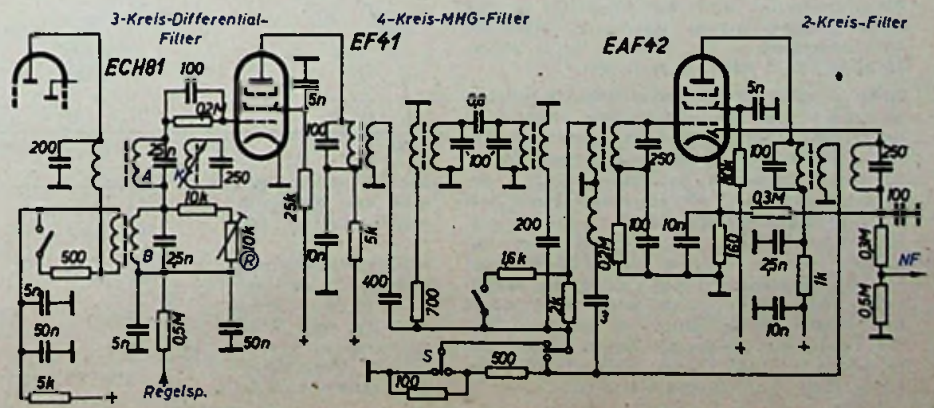 3-Kreis-Differential-
Filter
4-Kreis-MHG-Filter
2-Kreis-Filter
ECH81
EF41
EAF42
100
0,2M
5n
5n
200
25n
A
K
250
100
0,8
100
250
100
250
100
10k
10k
R
25k
10n
5k
400
700
200
1,6k
2k
0,2M
100
10n
160
0,3M
25n
1k
10n
0,3M
NF
0,5M
B
25n
500
5n
50n
5n
0,5M
50n
5k
+
Regelsp.
+
+
S
500
100
+
+